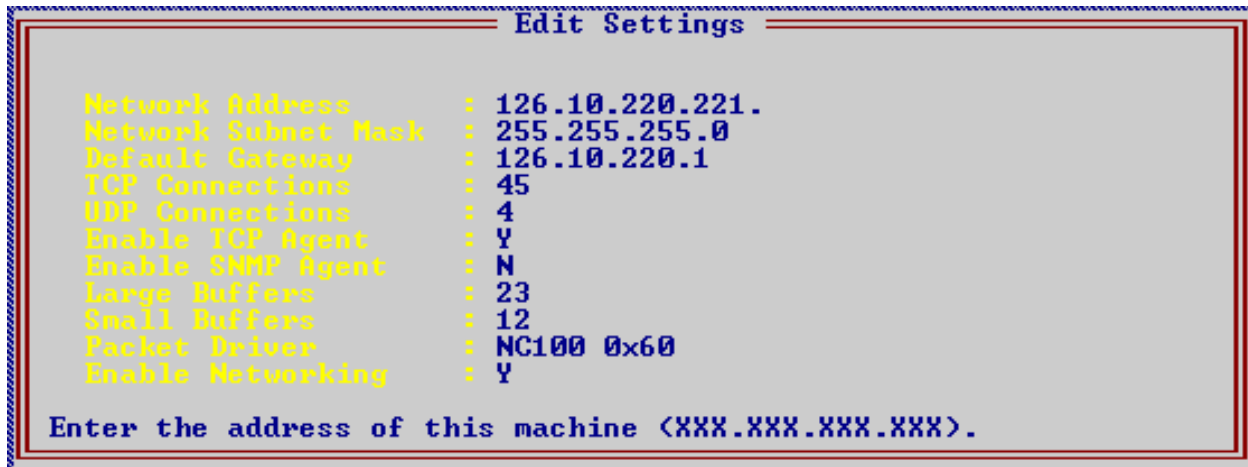 Edit Settings
Network Address : 126.10.220.221.
Network Subnet Mask : 255.255.255.0
Default Gateway : 126.10.220.1
TCP Connections : 45
UDP Connections : 4
Enable TCP Agent : Y
Enable SNMP Agent : N
Large Buffers : 23
Small Buffers : 12
Packet Driver : NC100 0x60
Enable Networking : Y
Enter the address of this machine (XXX.XXX.XXX.XXX).